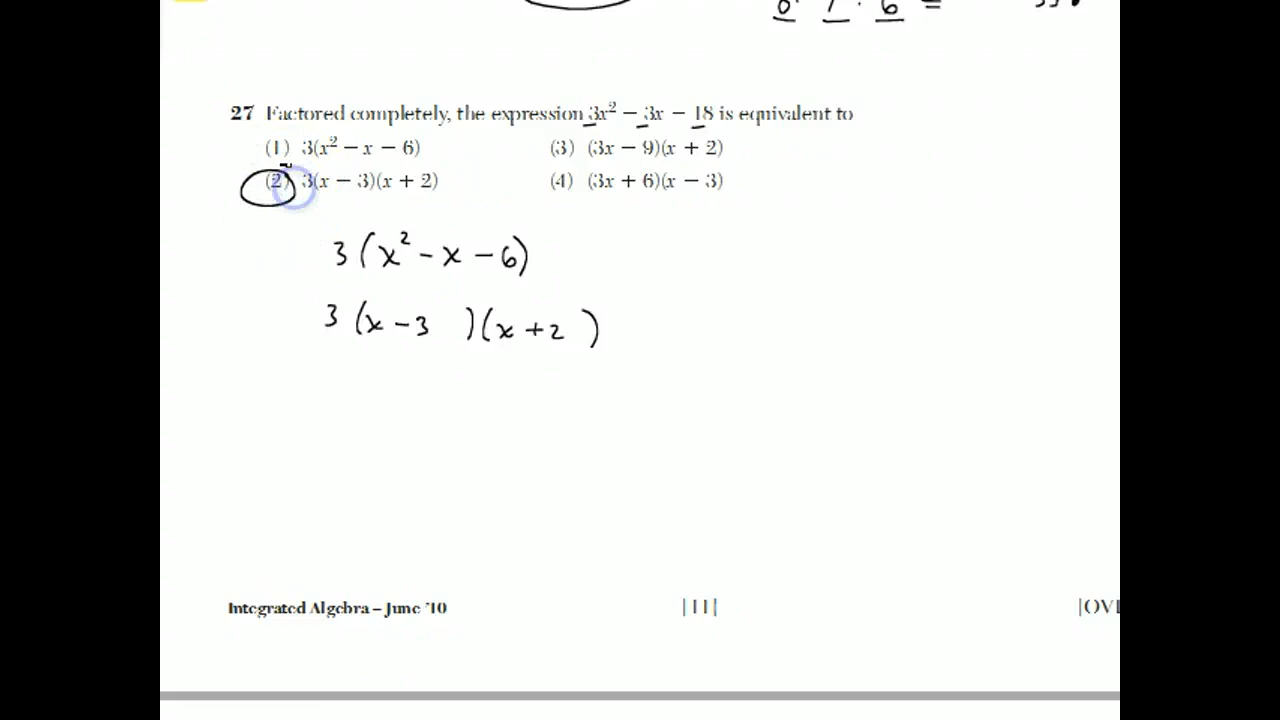 6 =
27 Factored completely, the expression 3x² − 3x − 18 is equivalent to
(1) 3(x² − x − 6) (3) (3x − 9)(x + 2)
(2) 3(x − 3)(x + 2) (4) (3x + 6)(x − 3)
3 (x² - x - 6)
3 (x - 3 )(x + 2 )
Integrated Algebra – June '10 [11]